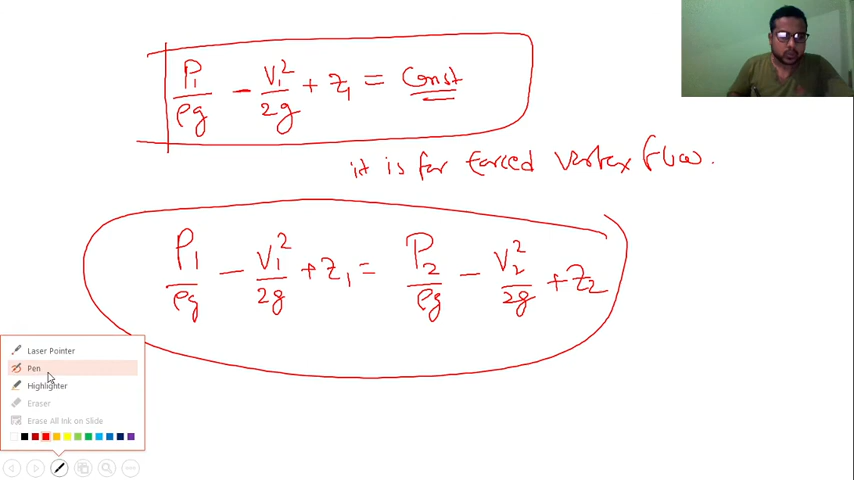 P₁/ρg - V₁²/2g + Z₁ = Const
it is for forced vortex flow.
P₁/ρg - V₁²/2g + Z₁ = P₂/ρg - V₂²/2g + Z₂
Laser Pointer
Pen
Highlighter
Eraser
Erase All Ink on Slide